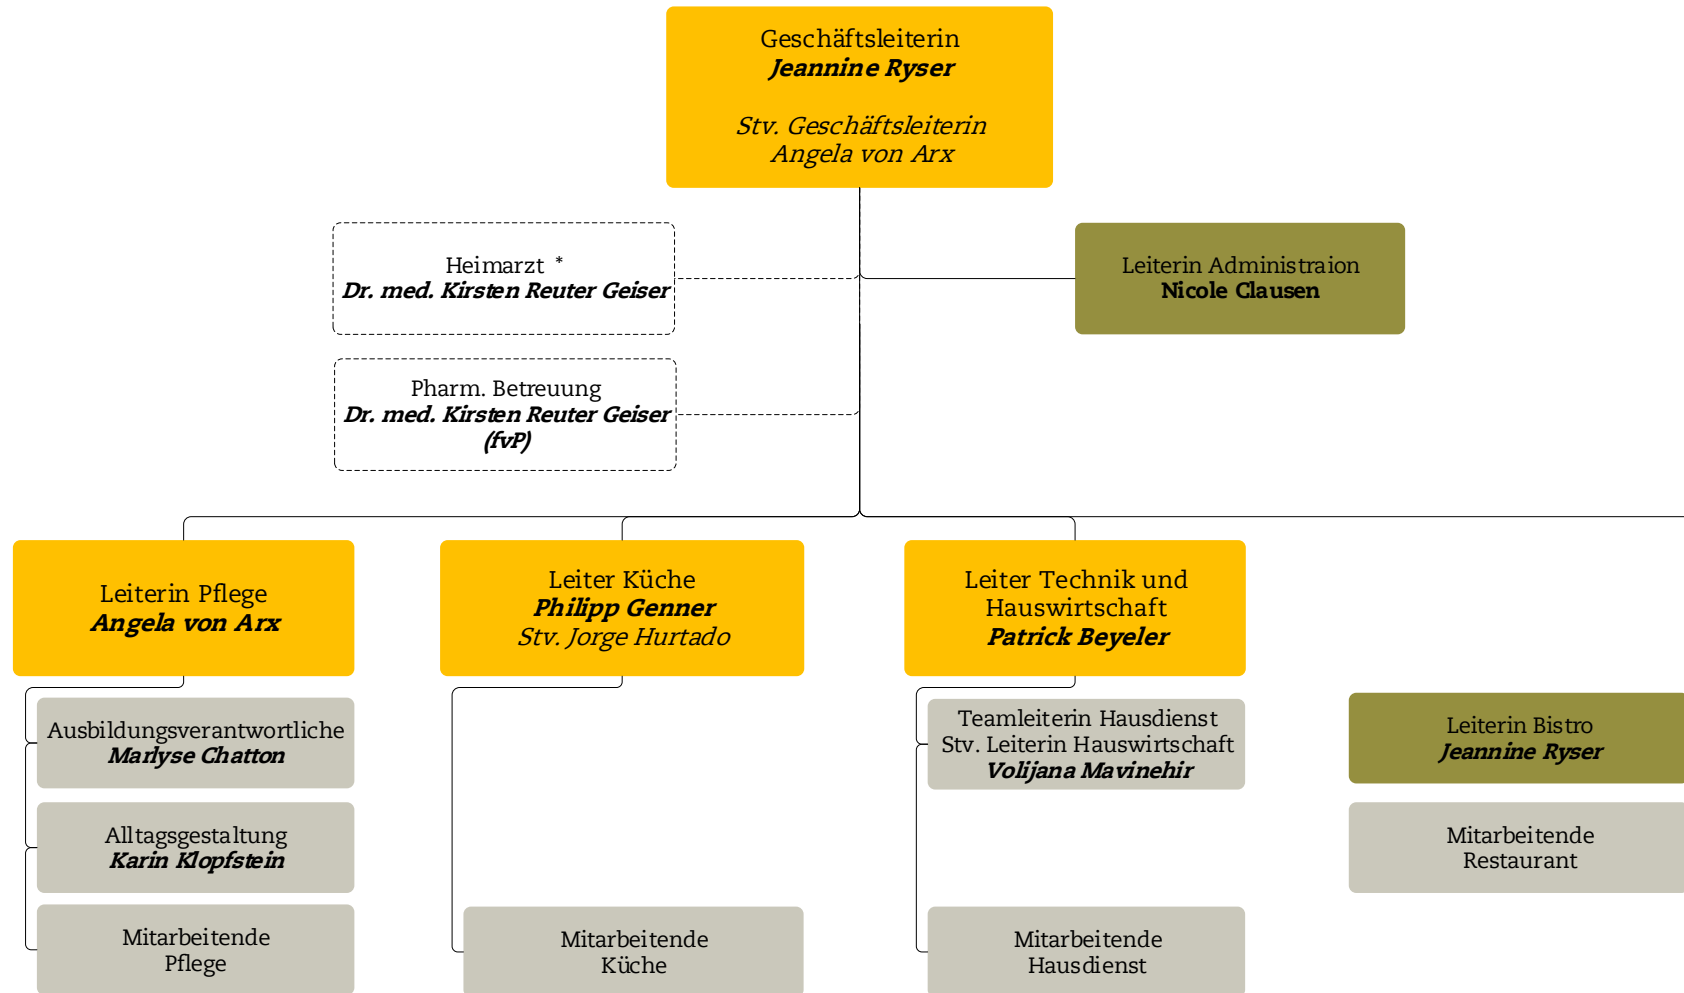 Geschäftsleiterin
Jeannine Ryser
Stv. Geschäftsleiterin
Angela von Arx
Heimarzt *
Dr. med. Kirsten Reuter Geiser
Leiterin Administraion
Nicole Clausen
Pharm. Betreuung
Dr. med. Kirsten Reuter Geiser
(fvP)
Leiterin Pflege
Angela von Arx
Leiter Küche
Philipp Genner
Stv. Jorge Hurtado
Leiter Technik und
Hauswirtschaft
Patrick Beyeler
Ausbildungsverantwortliche
Marlyse Chatton
Teamleiterin Hausdienst
Stv. Leiterin Hauswirtschaft
Volijana Mavinehir
Leiterin Bistro
Jeannine Ryser
Alltagsgestaltung
Karin Klopfstein
Mitarbeitende
Restaurant
Mitarbeitende
Pflege
Mitarbeitende
Küche
Mitarbeitende
Hausdienst